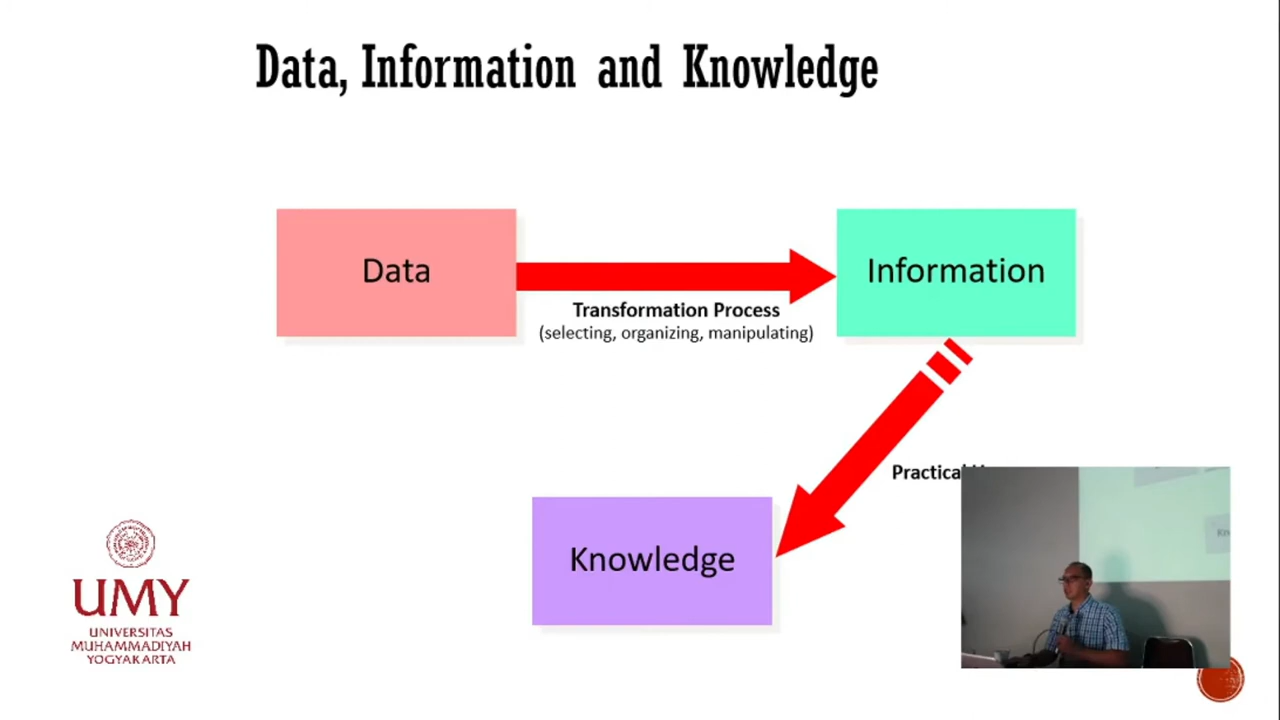 Data, Information and Knowledge
Data
Information
Transformation Process
(selecting, organizing, manipulating)
Practical
Knowledge
UMY
UNIVERSITAS
MUHAMMADIYAH
YOGYAKARTA